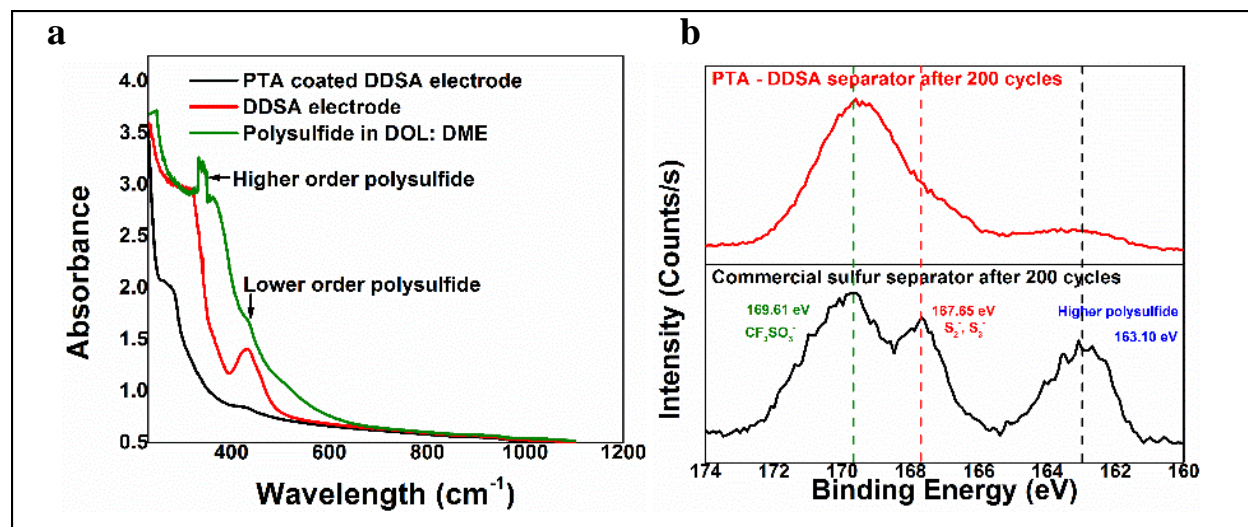 a
PTA coated DDSA electrode
DDSA electrode
Polysulfide in DOL: DME
Higher order polysulfide
Lower order polysulfide
Absorbance
4.0
3.5
3.0
2.5
2.0
1.5
1.0
0.5
400
600
800
1000
1200
Wavelength (cm⁻¹)
b
PTA - DDSA separator after 200 cycles
Commercial sulfur separator after 200 cycles
169.61 eV
CF₃SO₃⁻
167.65 eV
S₂⁻, S₃⁻
Higher polysulfide
163.10 eV
Intensity (Counts/s)
174
172
170
168
166
164
162
160
Binding Energy (eV)